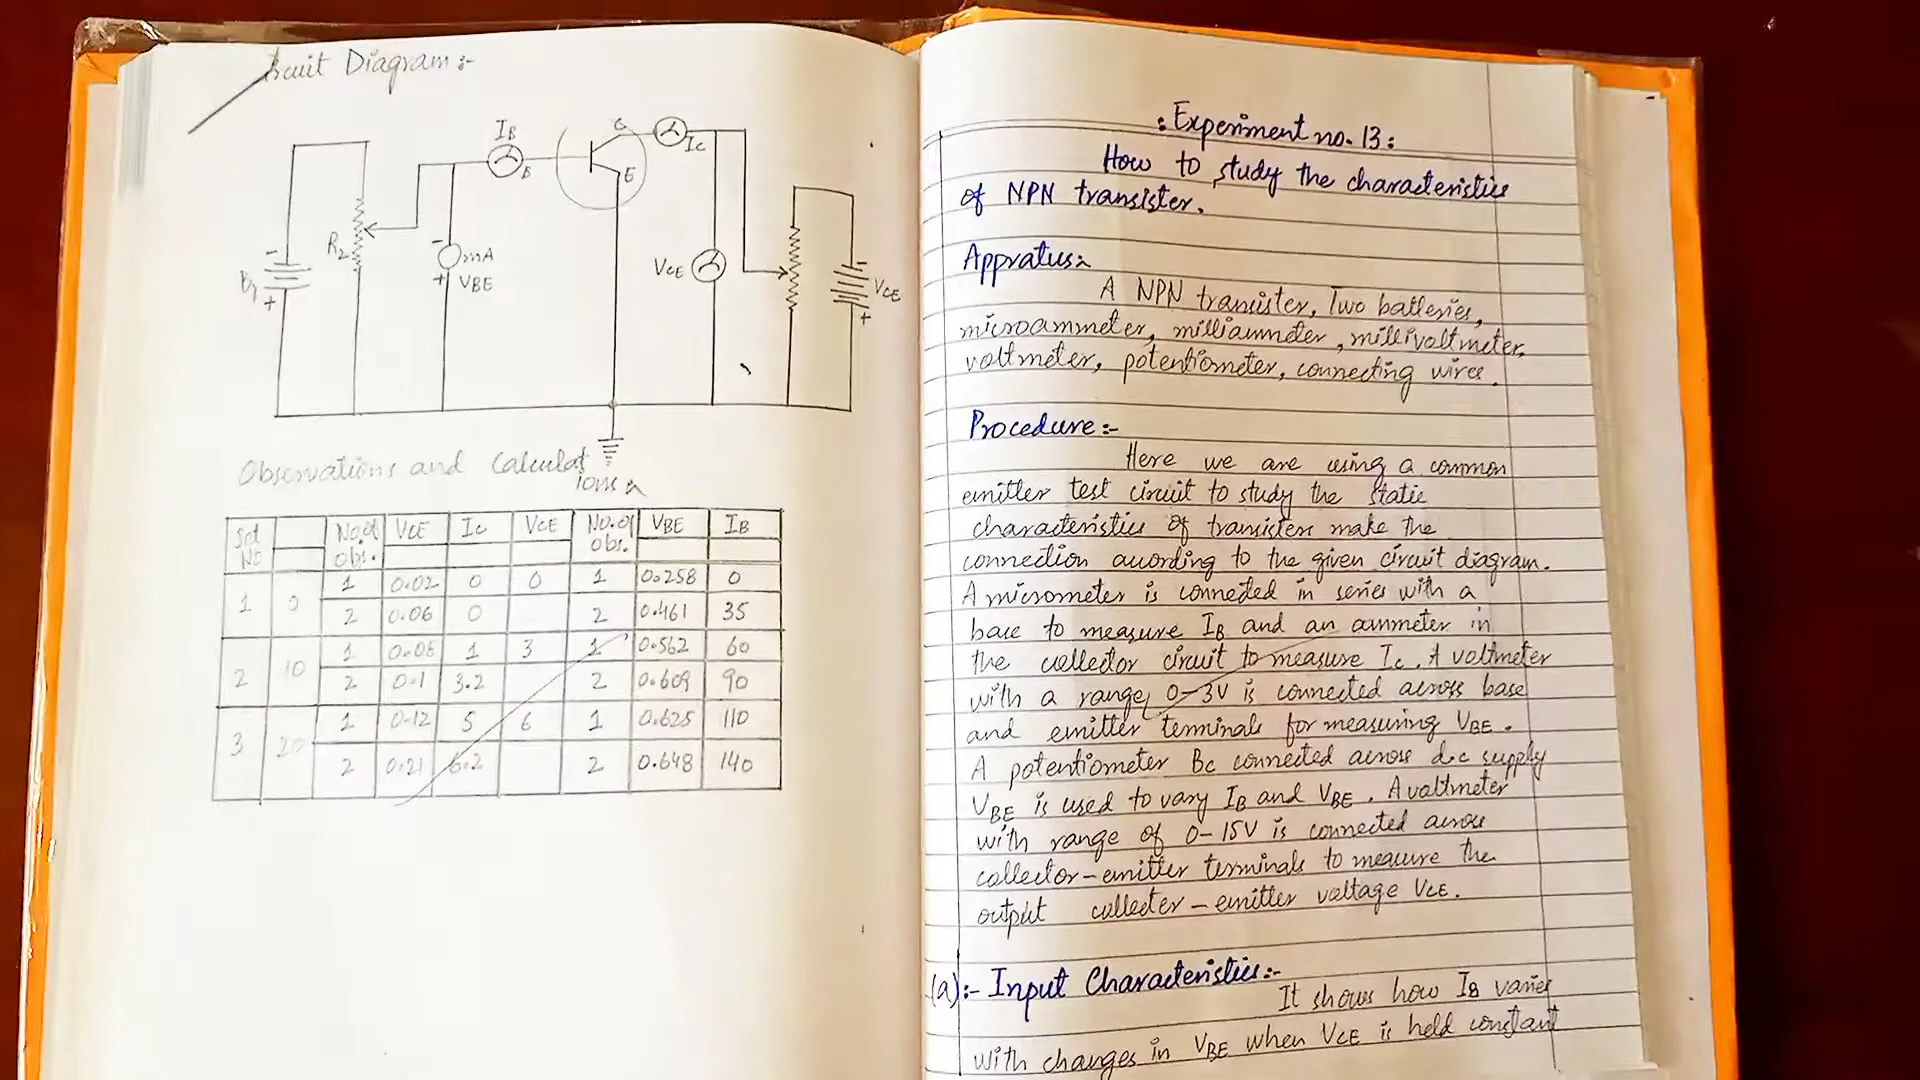 rcuit Diagram :-
IB
C
Ic
B
E
-
R2
mA
VCE
-
+
VBE
+
VCE
+
Observations and Calculat
ions
Set No
No. of obs.
VCE
Ic
VCE
No. of obs.
VBE
IB
1 0 1 0.02 0 0 1 0.258 0
2 0.06 0 2 0.461 35
2 10 1 0.08 1 3 1 0.562 60
2 0.1 3.2 2 0.609 90
3 20 1 0.12 5 6 1 0.625 110
2 0.21 6.2 2 0.648 140
: Experiment no. 13 :
How to study the characteristics
of NPN transister.
Appratus:
A NPN transister, Two batteries,
microammeter, milliammeter, millivoltmeter,
voltmeter, potentiometer, connecting wires.
Procedure :-
Here we are using a common
emitter test circuit to study the static
characteristics of transisters make the
connection acording to the given circuit diagram.
A micrometer is connected in series with a
base to measure IB and an ammeter in
the collector circuit to measure Ic. A voltmeter
with a range 0-3V is connected across base
and emitter terminals for measuring VBE.
A potentiometer Bc connected across d.c supply
VBE is used to vary IB and VBE. A voltmeter
with range of 0-15V is connected across
collector-emitter terminals to measure the
output collecter-emitter voltage VCE.
(a):- Input Characteristics:-
It shows how IB varies
with changes in VBE when VCE is held constant